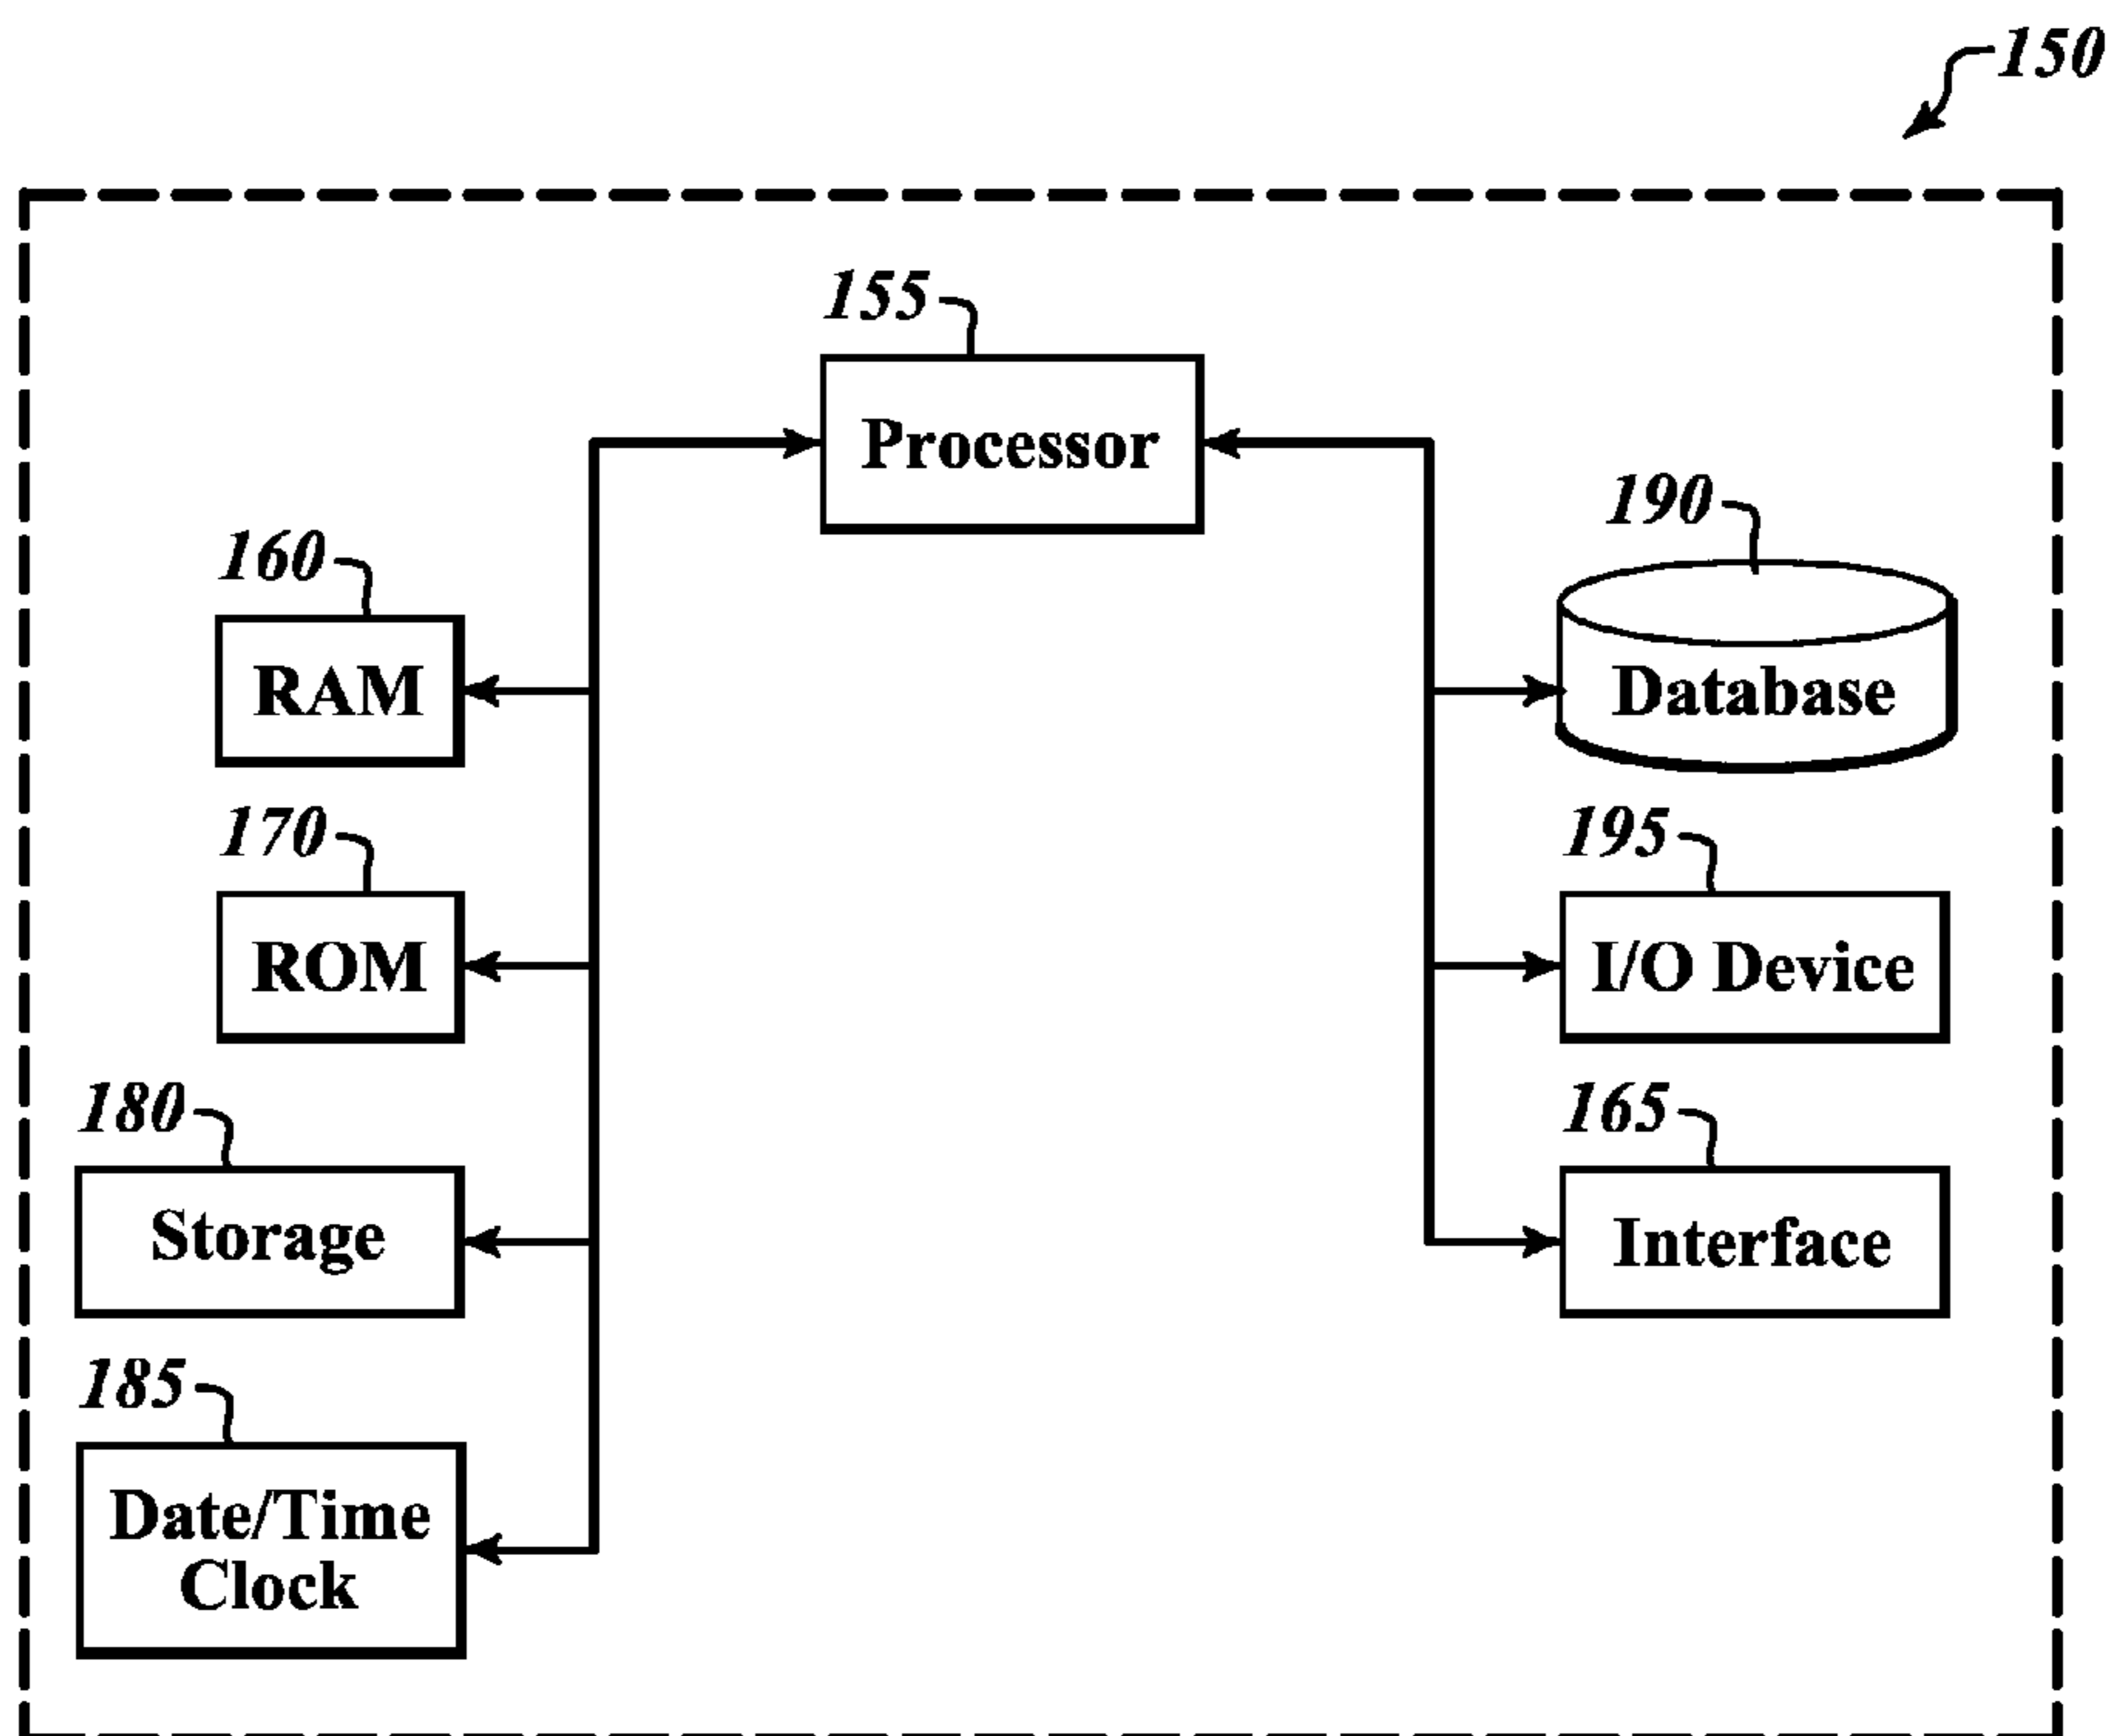 150
155
Processor
160
RAM
190
Database
170
ROM
195
I/O Device
180
Storage
165
Interface
185
Date/Time
Clock